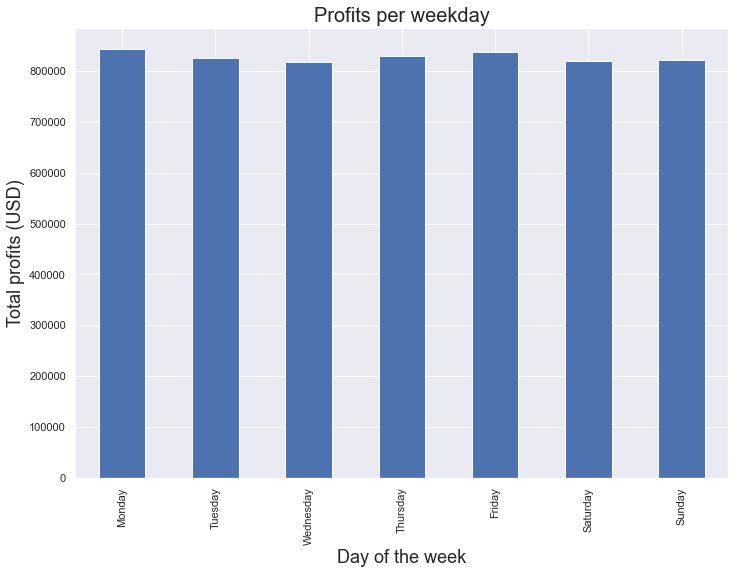 Profits per weekday
Total profits (USD)
800000
700000
600000
500000
400000
300000
200000
100000
0
Monday
Tuesday
Wednesday
Thursday
Friday
Saturday
Sunday
Day of the week